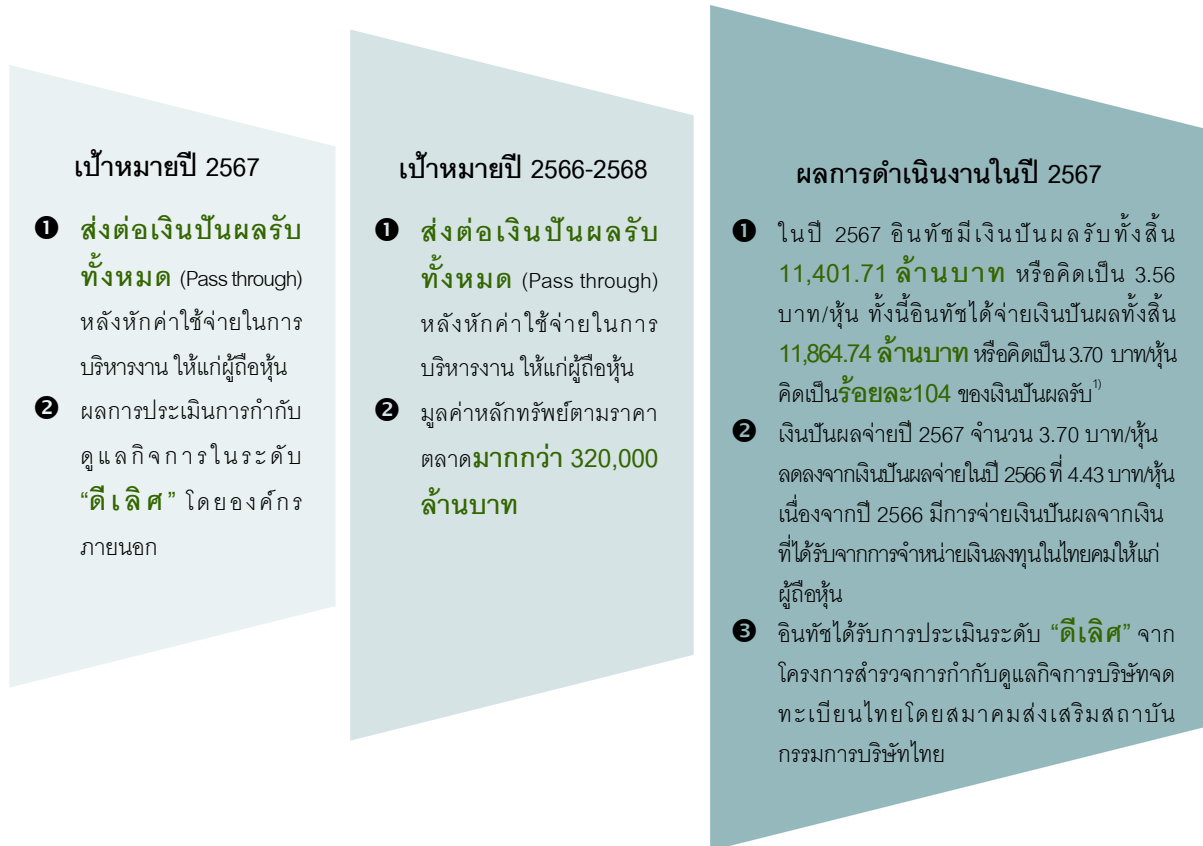 เป้าหมายปี 2567
❶ ส่งต่อเงินปันผลรับ
ทั้งหมด (Pass through)
หลังหักค่าใช้จ่ายในการ
บริหารงาน ให้แก่ผู้ถือหุ้น
❷ ผลการประเมินการกำกับ
ดูแลกิจการในระดับ
“ดีเลิศ” โดยองค์กร
ภายนอก
เป้าหมายปี 2566-2568
❶ ส่งต่อเงินปันผลรับ
ทั้งหมด (Pass through)
หลังหักค่าใช้จ่ายในการ
บริหารงาน ให้แก่ผู้ถือหุ้น
❷ มูลค่าหลักทรัพย์ตามราคา
ตลาดมากกว่า 320,000
ล้านบาท
ผลการดำเนินงานในปี 2567
❶ ในปี 2567 อินทัชมีเงินปันผลรับทั้งสิ้น
11,401.71 ล้านบาท หรือคิดเป็น 3.56
บาท/หุ้น ทั้งนี้อินทัชได้จ่ายเงินปันผลทั้งสิ้น
11,864.74 ล้านบาท หรือคิดเป็น 3.70 บาท/หุ้น
คิดเป็นร้อยละ104 ของเงินปันผลรับ¹⁾
❷ เงินปันผลจ่ายปี 2567 จำนวน 3.70 บาท/หุ้น
ลดลงจากเงินปันผลจ่ายในปี 2566 ที่ 4.43 บาท/หุ้น
เนื่องจากปี 2566 มีการจ่ายเงินปันผลจากเงิน
ที่ได้รับจากการจำหน่ายเงินลงทุนในไทยคมให้แก่
ผู้ถือหุ้น
❸ อินทัชได้รับการประเมินระดับ “ดีเลิศ” จาก
โครงการสำรวจการกำกับดูแลกิจการบริษัทจด
ทะเบียนไทยโดยสมาคมส่งเสริมสถาบัน
กรรมการบริษัทไทย